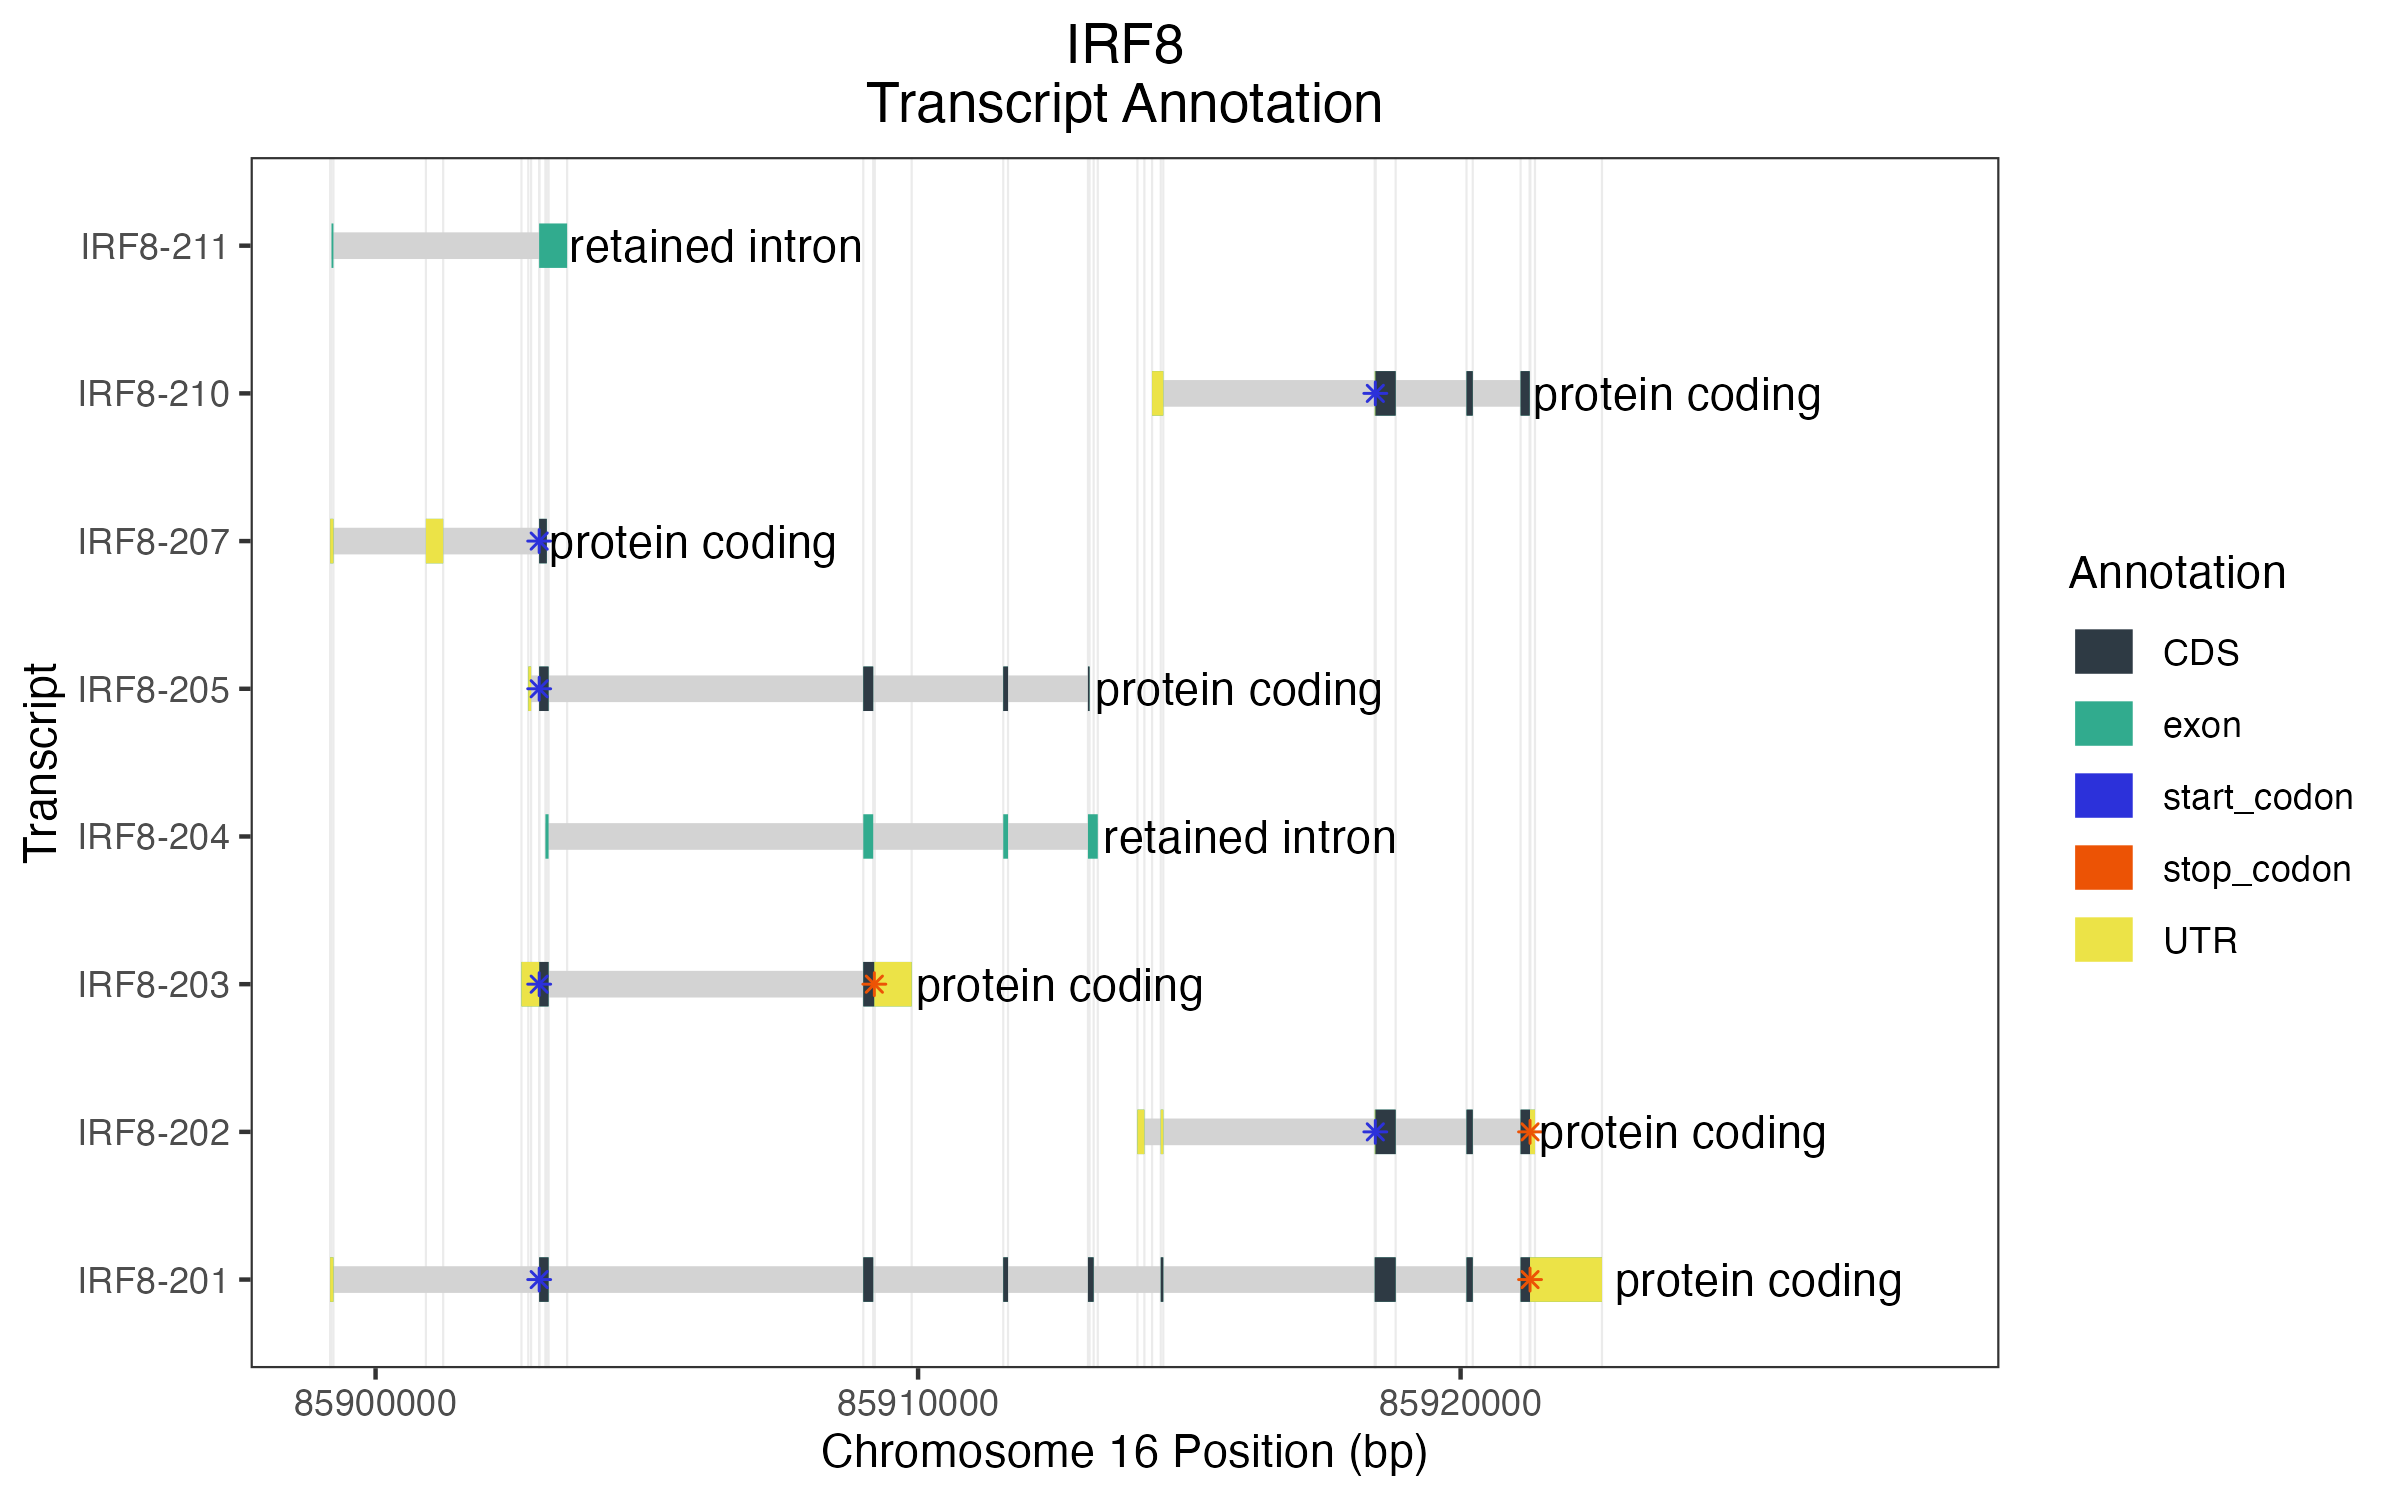 IRF8
Transcript Annotation
IRF8-211
retained intron
IRF8-210
protein coding
IRF8-207
protein coding
IRF8-205
protein coding
IRF8-204
retained intron
IRF8-203
protein coding
IRF8-202
protein coding
IRF8-201
protein coding
Transcript
85900000
85910000
85920000
Chromosome 16 Position (bp)
Annotation
CDS
exon
start_codon
stop_codon
UTR